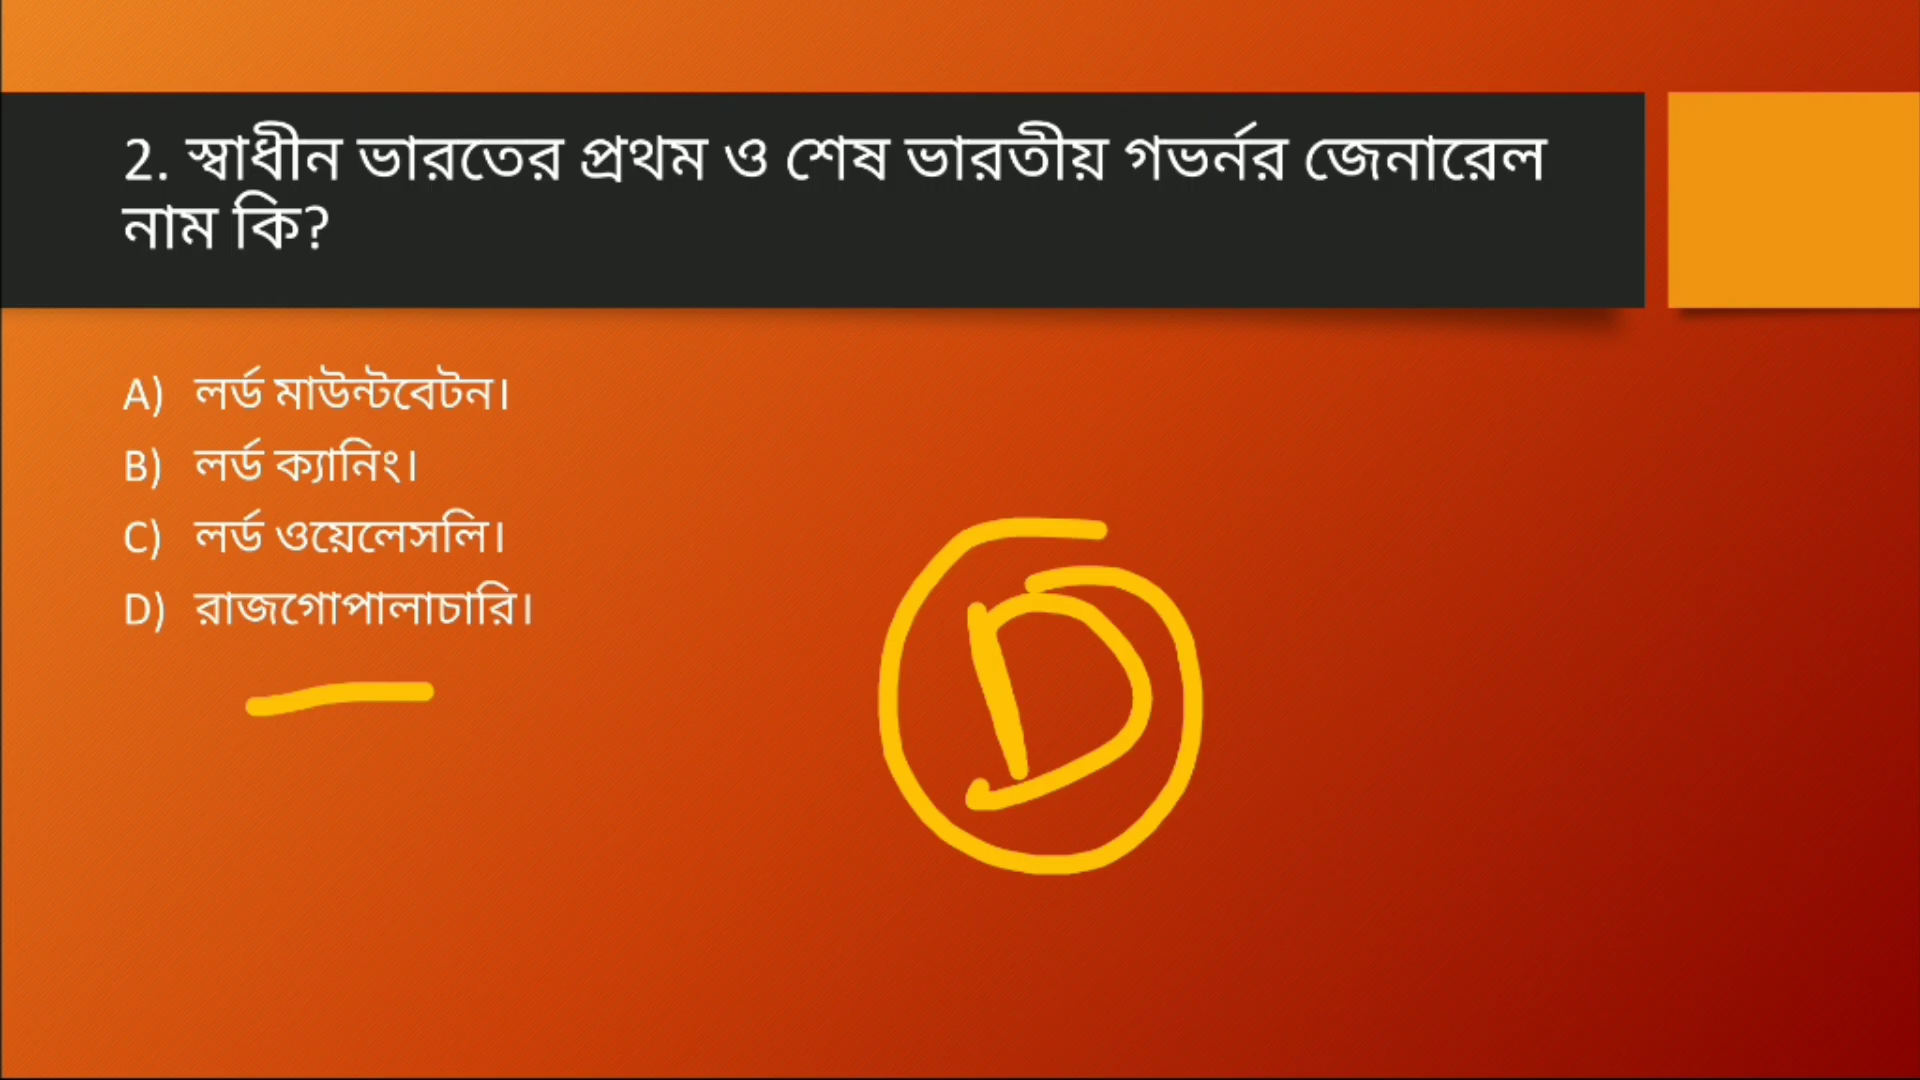 2. স্বাধীন ভারতের প্রথম ও শেষ ভারতীয় গভর্নর জেনারেল
নাম কি?
A) লর্ড মাউন্টবেটন।
B) লর্ড ক্যানিং।
C) লর্ড ওয়েলেসলি।
D) রাজগোপালাচারি।
D